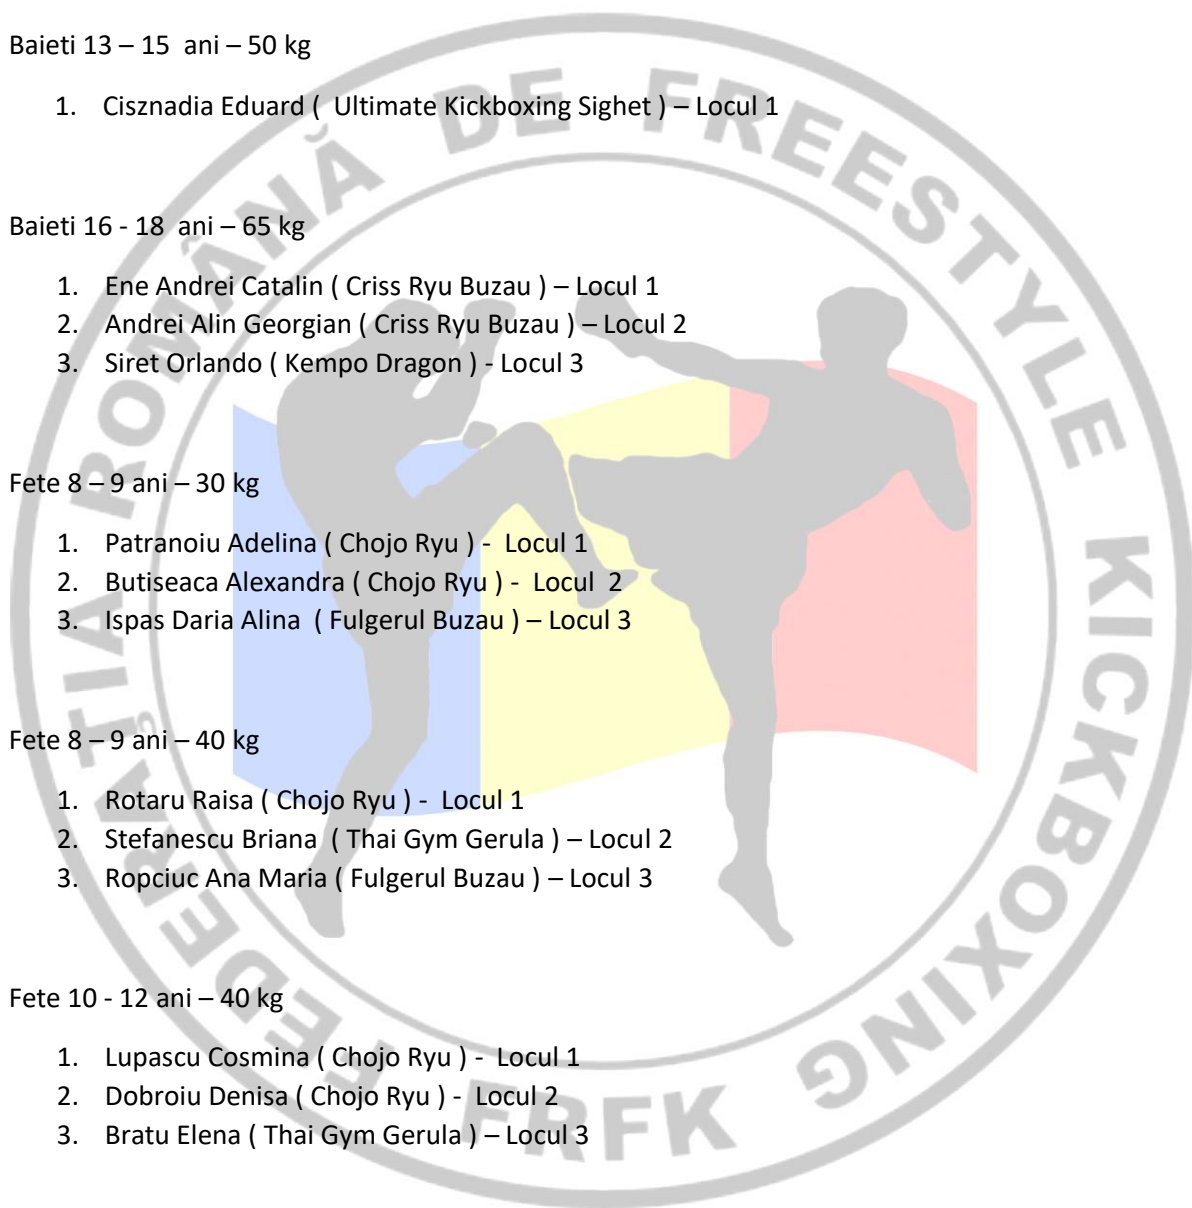 Baieti 13 – 15  ani – 50 kg
1. Cisznadia Eduard (  Ultimate Kickboxing Sighet ) – Locul 1
Baieti 16 - 18  ani – 65 kg
1. Ene Andrei Catalin ( Criss Ryu Buzau ) – Locul 1
2. Andrei Alin Georgian ( Criss Ryu Buzau ) – Locul 2
3. Siret Orlando ( Kempo Dragon ) - Locul 3
Fete 8 – 9 ani – 30 kg
1. Patranoiu Adelina ( Chojo Ryu ) -  Locul 1
2. Butiseaca Alexandra ( Chojo Ryu ) -  Locul  2
3. Ispas Daria Alina  ( Fulgerul Buzau ) – Locul 3
Fete 8 – 9 ani – 40 kg
1. Rotaru Raisa ( Chojo Ryu ) -  Locul 1
2. Stefanescu Briana  ( Thai Gym Gerula ) – Locul 2
3. Ropciuc Ana Maria ( Fulgerul Buzau ) – Locul 3
Fete 10 - 12 ani – 40 kg
1. Lupascu Cosmina ( Chojo Ryu ) -  Locul 1
2. Dobroiu Denisa ( Chojo Ryu ) -  Locul 2
3. Bratu Elena ( Thai Gym Gerula ) – Locul 3
FEDERAȚIA ROMÂNĂ DE FREESTYLE KICKBOXING
FRFK